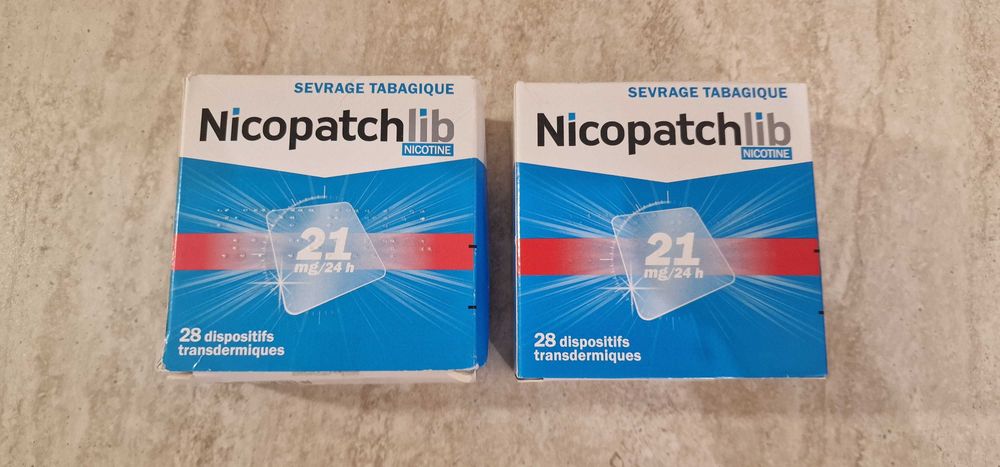 SEVRAGE TABAGIQUE
Nicopatchlib
NICOTINE
21
mg/24 h
28 dispositifs
transdermiques
SEVRAGE TABAGIQUE
Nicopatchlib
NICOTINE
21
mg/24 h
28 dispositifs
transdermiques